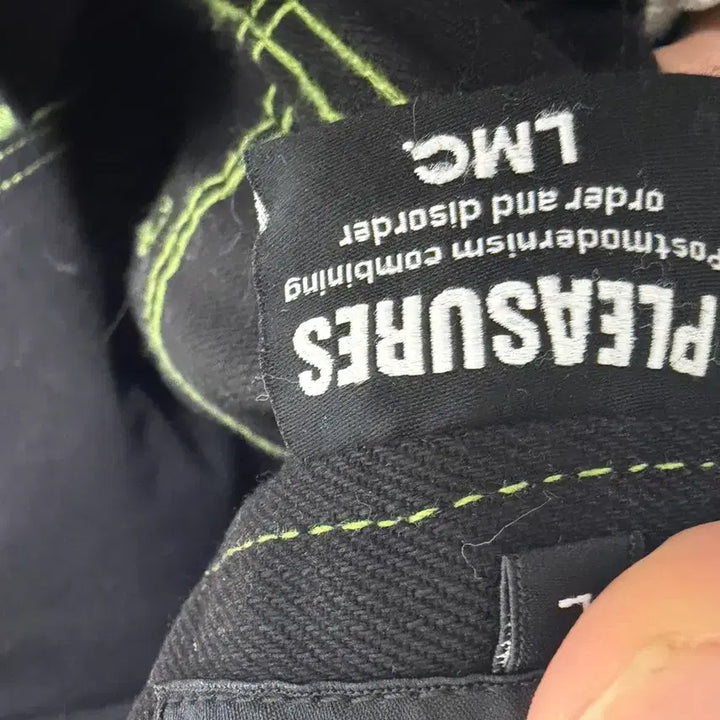 PLEASURES
Postmodernism combining
order and disorder
LMC.
L